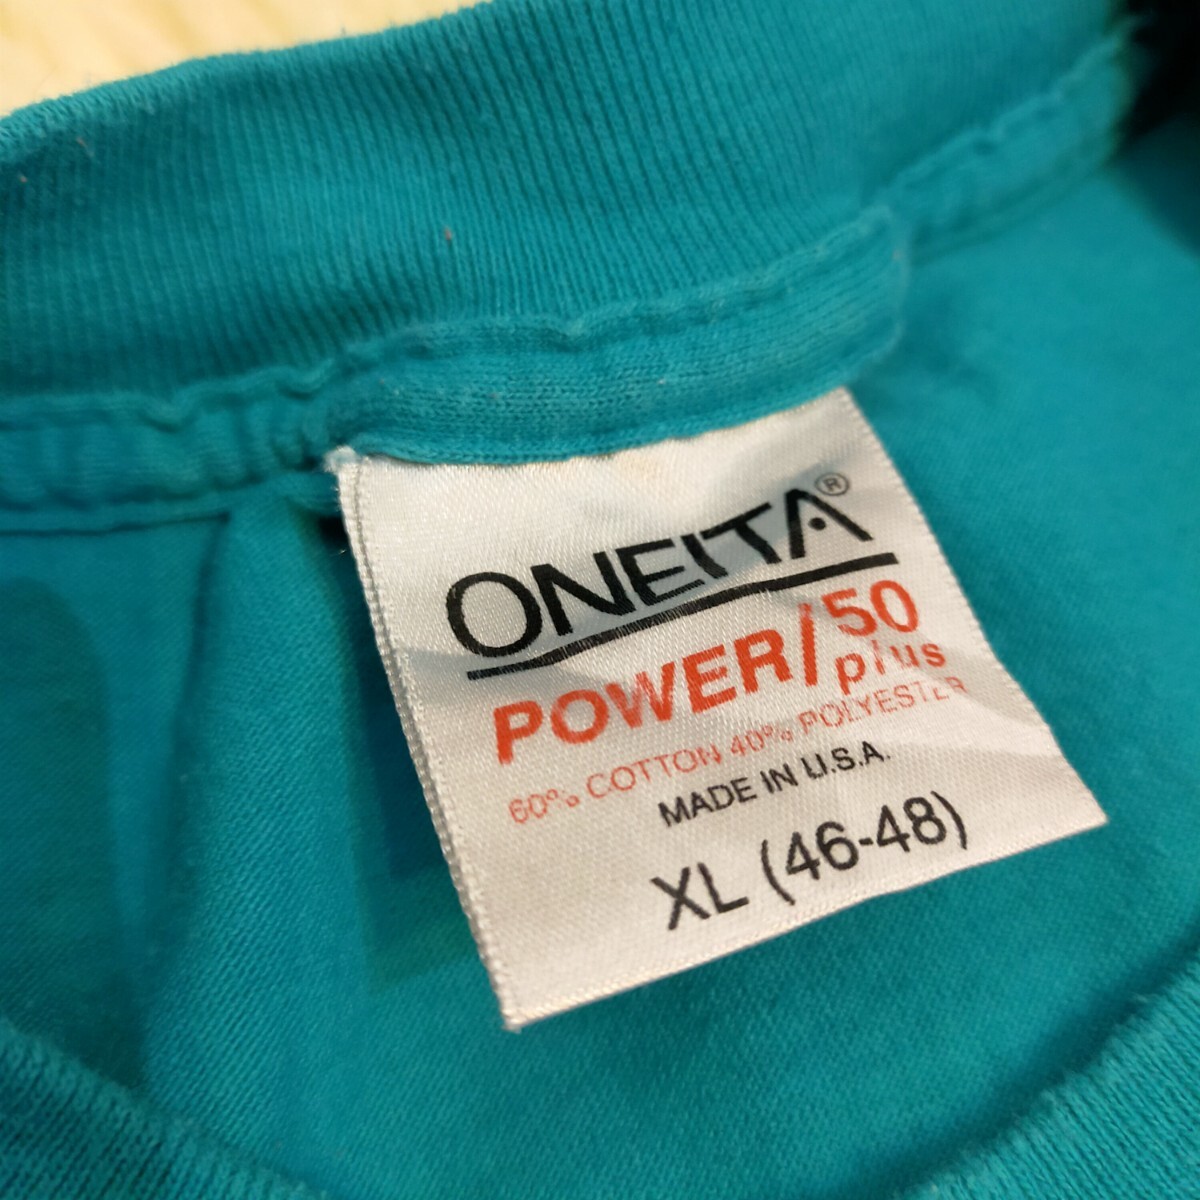 ONEITA®
POWER/50 plus
60% COTTON 40% POLYESTER
MADE IN U.S.A.
XL (46-48)